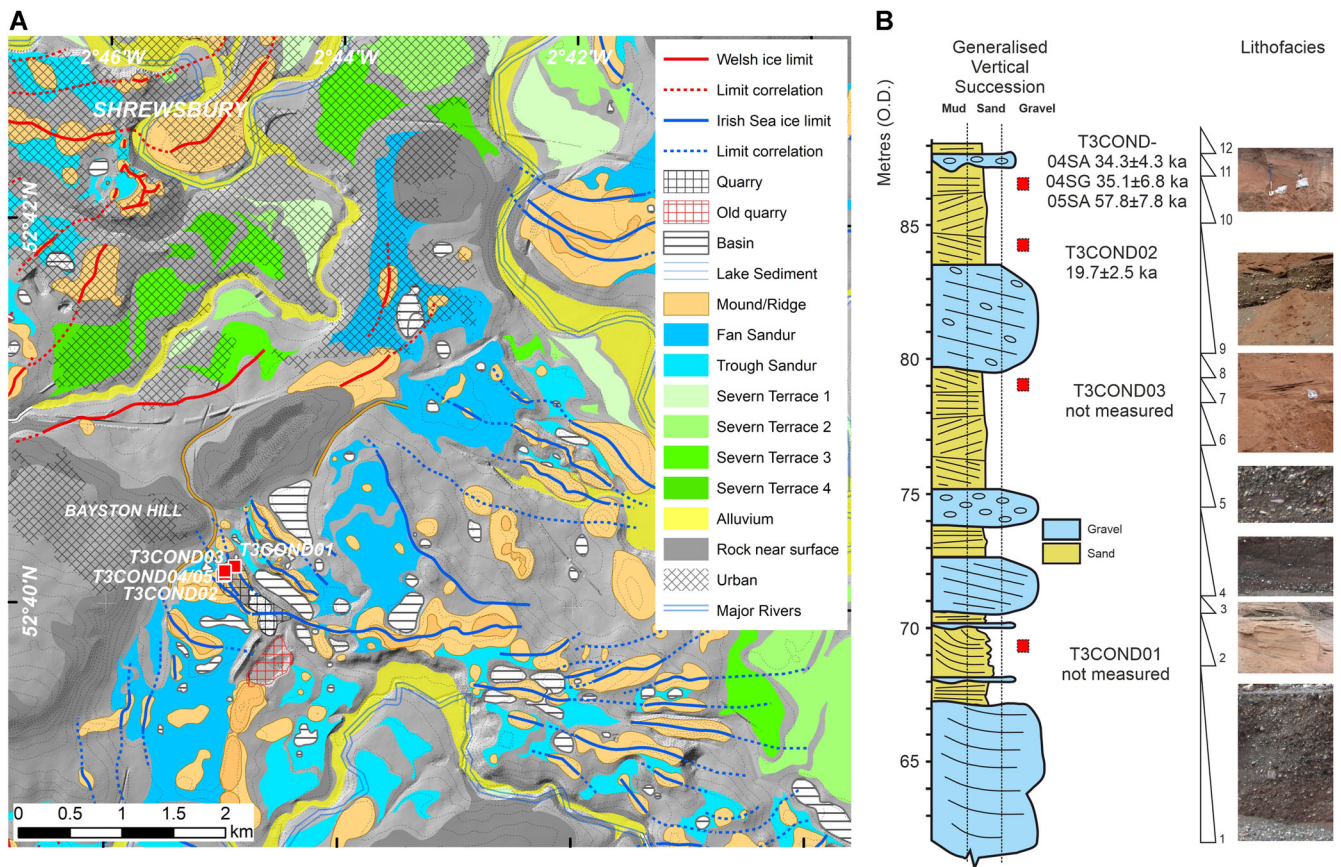 A
2°46'W
2°44'W
2°42'W
SHREWSBURY
52°42'N
BAYSTON HILL
T3COND03
T3COND01
T3COND04/05
T3COND02
52°40'N
0 0.5 1 1.5 2
km
Welsh ice limit
Limit correlation
Irish Sea ice limit
Limit correlation
Quarry
Old quarry
Basin
Lake Sediment
Mound/Ridge
Fan Sandur
Trough Sandur
Severn Terrace 1
Severn Terrace 2
Severn Terrace 3
Severn Terrace 4
Alluvium
Rock near surface
Urban
Major Rivers
B
Generalised
Vertical
Succession
Mud Sand Gravel
Lithofacies
Metres (O.D.)
85
80
75
70
65
T3COND-
04SA 34.3±4.3 ka
04SG 35.1±6.8 ka
05SA 57.8±7.8 ka
T3COND02
19.7±2.5 ka
T3COND03
not measured
Gravel
Sand
T3COND01
not measured
12
11
10
9
8
7
6
5
4
3
2
1